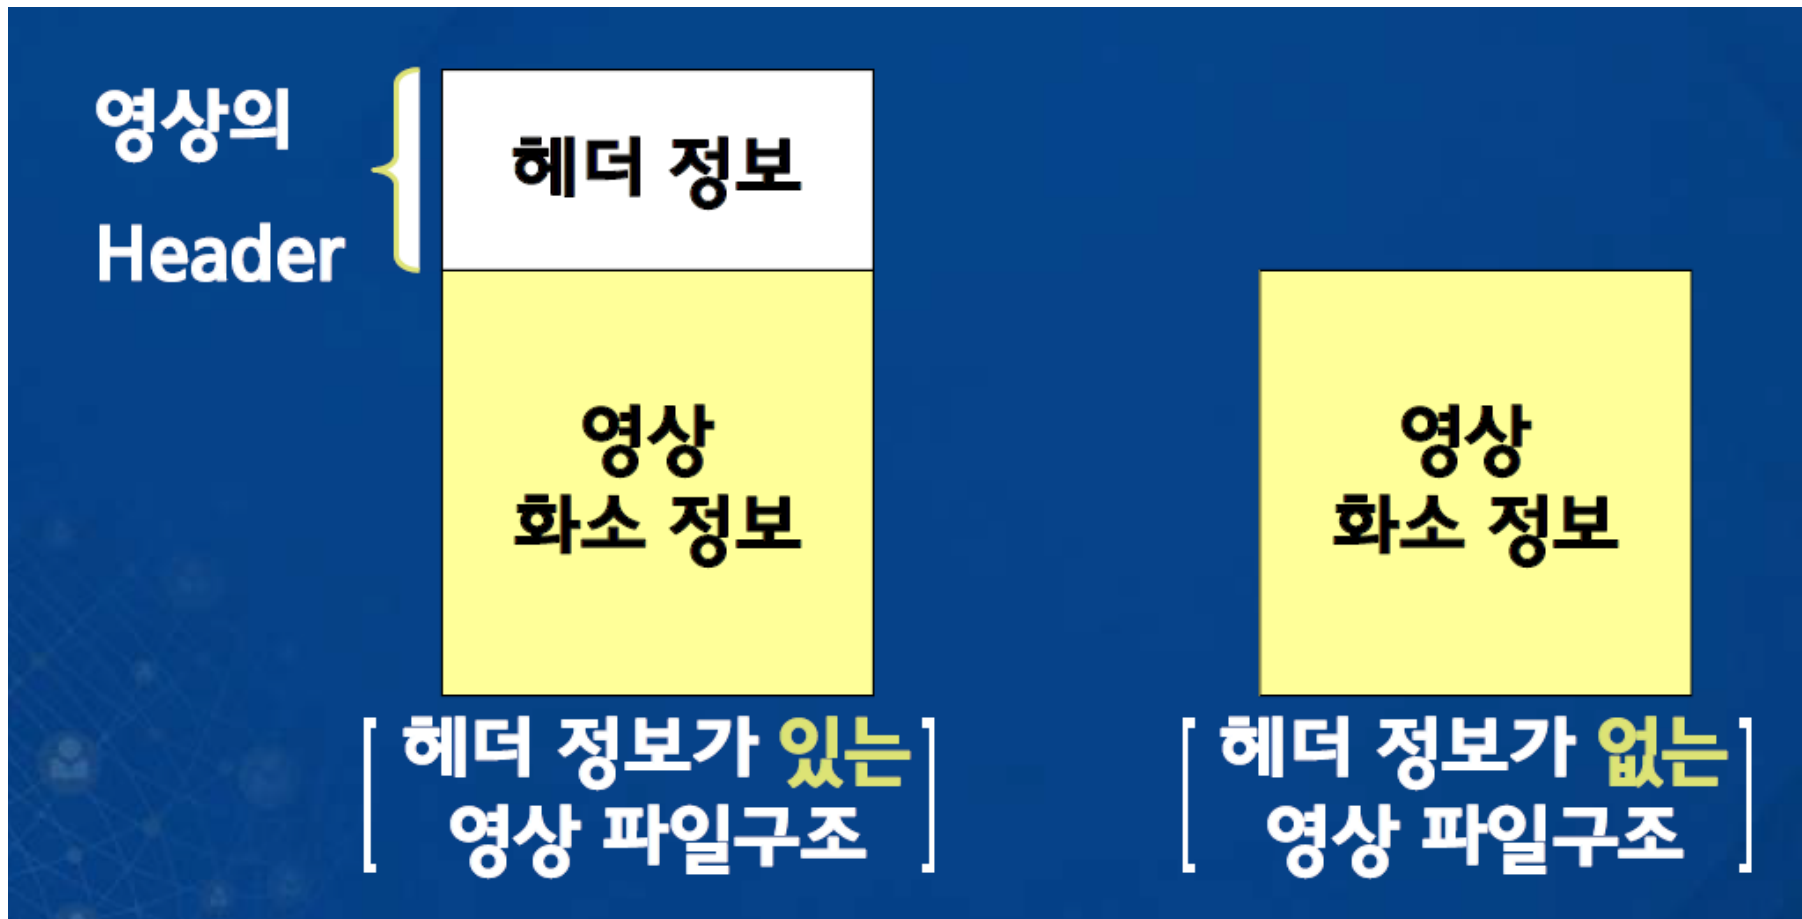 영상의
Header
헤더 정보
영상
화소 정보
영상
화소 정보
[ 헤더 정보가 있는
영상 파일구조 ]
[ 헤더 정보가 없는
영상 파일구조 ]